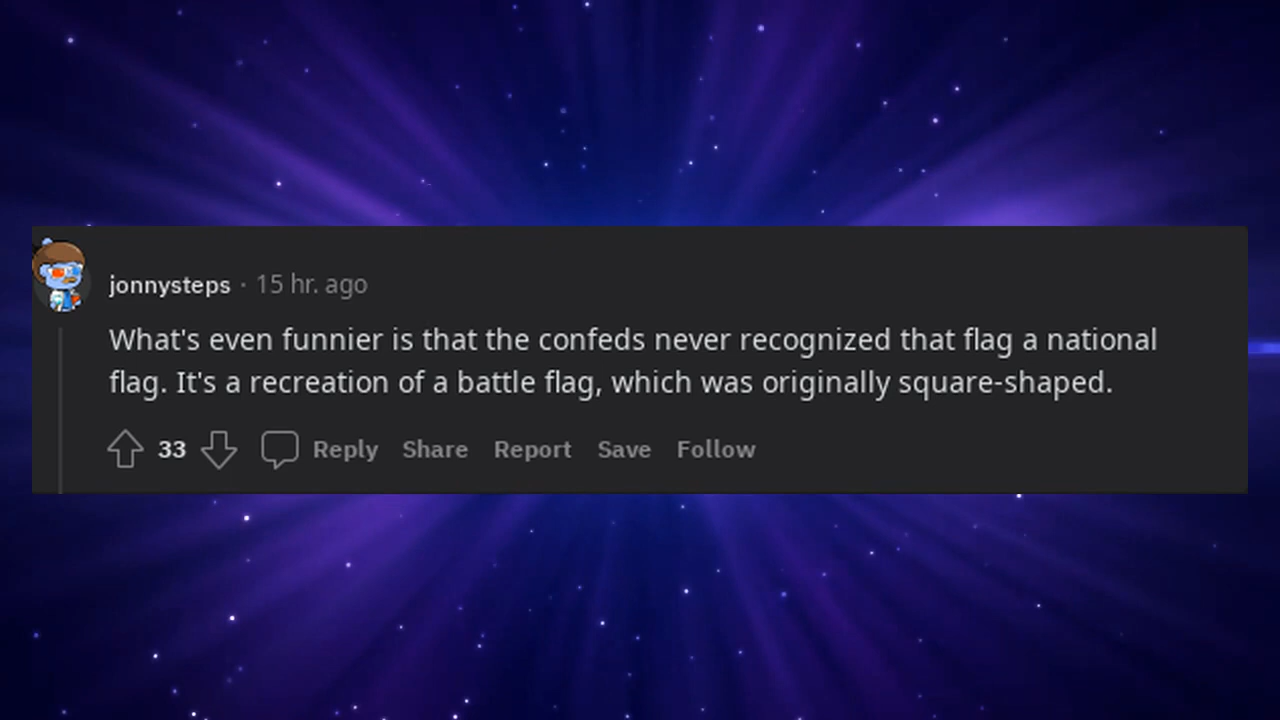 jonnysteps · 15 hr. ago
What's even funnier is that the confeds never recognized that flag a national
flag. It's a recreation of a battle flag, which was originally square-shaped.
33 Reply Share Report Save Follow